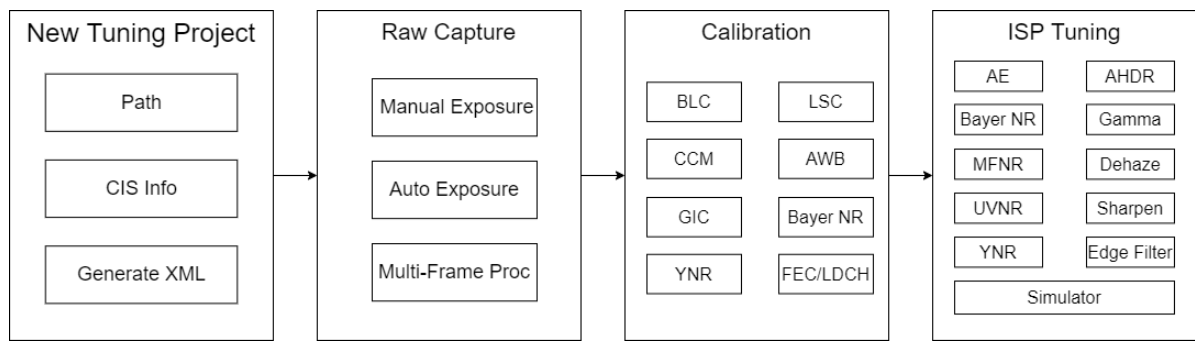 New Tuning Project
Path
CIS Info
Generate XML
Raw Capture
Manual Exposure
Auto Exposure
Multi-Frame Proc
Calibration
BLC
LSC
CCM
AWB
GIC
Bayer NR
YNR
FEC/LDCH
ISP Tuning
AE
AHDR
Bayer NR
Gamma
MFNR
Dehaze
UVNR
Sharpen
YNR
Edge Filter
Simulator